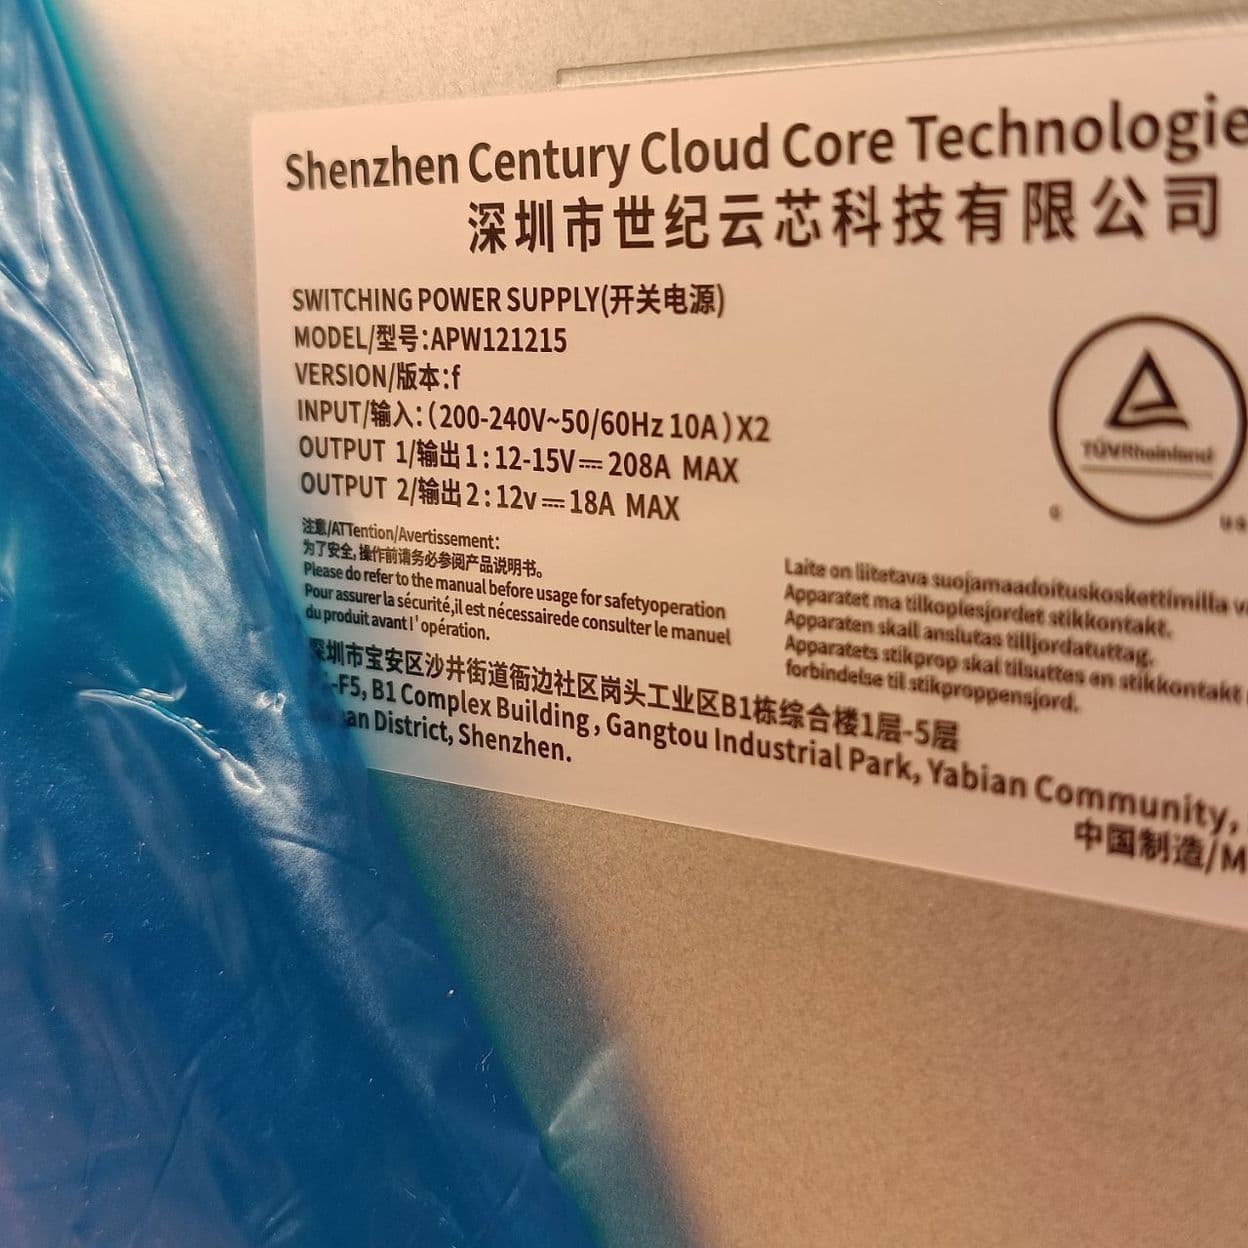 Shenzhen Century Cloud Core Technologie
深圳市世纪云芯科技有限公司
SWITCHING POWER SUPPLY(开关电源)
MODEL/型号:APW121215
VERSION/版本:f
INPUT/输入:(200-240V~50/60Hz 10A)X2
OUTPUT 1/输出1:12-15V⎓208A MAX
OUTPUT 2/输出2:12v⎓18A MAX
TÜVRheinland
注意/ATTention/Avertissement:
为了安全,操作前请务必参阅产品说明书。
Please do refer to the manual before usage for safetyoperation
Pour assurer la sécurité,il est nécessairede consulter le manuel
du produit avant l'opération.
Laite on liitetava suojamaadoituskoskettimilla
Apparatet ma tilkoplesjordet stikkontakt.
Apparaten skall anslutas tilljordatuttag.
Apparatets stikprop skal tilsuttes en stikkontakt
forbindelse til stikproppensjord.
深圳市宝安区沙井街道衙边社区岗头工业区B1栋综合楼1层-5层
-F5, B1 Complex Building, Gangtou Industrial Park, Yabian Community,
an District, Shenzhen.
中国制造/M